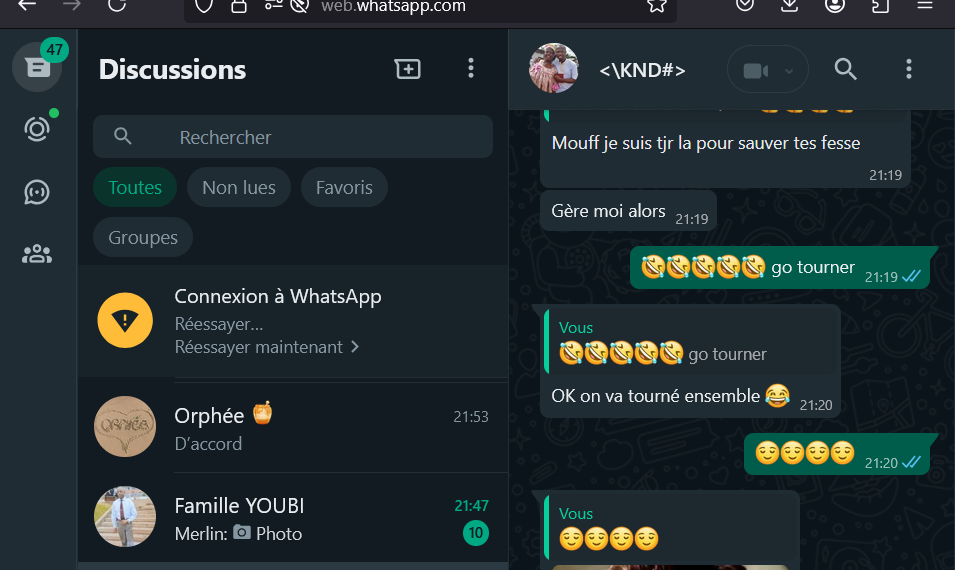 web.whatsapp.com
47
Discussions
<\KND#>
Rechercher
Toutes
Non lues
Favoris
Groupes
Connexion à WhatsApp
Réessayer...
Réessayer maintenant
Orphée 🍯
21:53
D'accord
Famille YOUBI
21:47
Merlin: 📷 Photo
10
Mouff je suis tjr la pour sauver tes fesse
21:19
Gère moi alors 21:19
🤣🤣🤣🤣🤣 go tourner 21:19
Vous
🤣🤣🤣🤣🤣 go tourner
OK on va tourné ensemble 😂 21:20
😌😌😌😌 21:20
Vous
😌😌😌😌